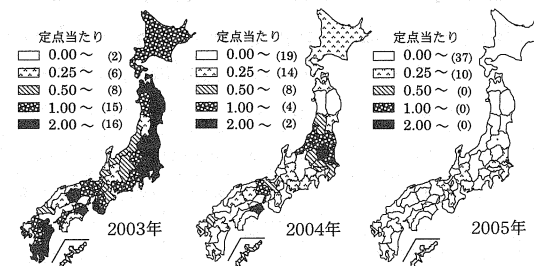 定点当たり
0.00～ (2)
0.25～ (6)
0.50～ (8)
1.00～ (15)
2.00～ (16)
2003年
定点当たり
0.00～ (19)
0.25～ (14)
0.50～ (8)
1.00～ (4)
2.00～ (2)
2004年
定点当たり
0.00～ (37)
0.25～ (10)
0.50～ (0)
1.00～ (0)
2.00～ (0)
2005年